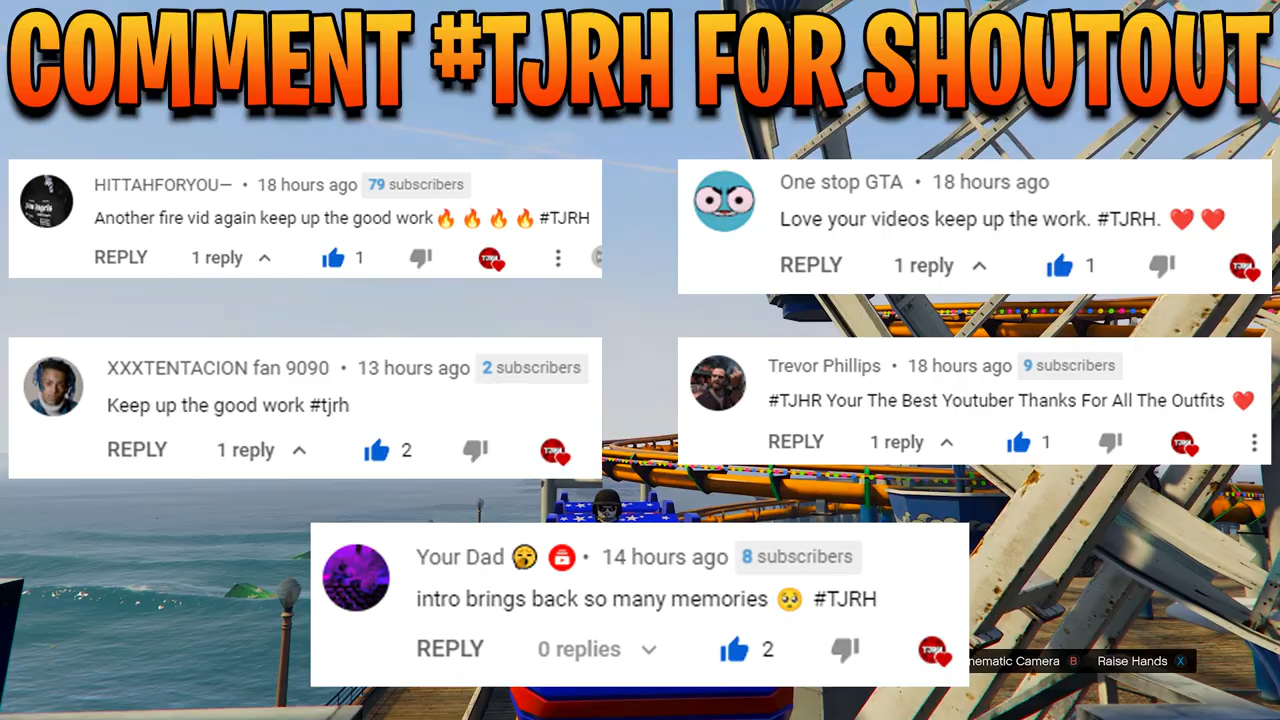 COMMENT #TJRH FOR SHOUTOUT
HITTAHFORYOU— • 18 hours ago 79 subscribers
Another fire vid again keep up the good work🔥🔥🔥🔥 #TJRH
REPLY 1 reply 1
One stop GTA • 18 hours ago
Love your videos keep up the work. #TJRH. ❤️ ❤️
REPLY 1 reply 1
XXXTENTACION fan 9090 • 13 hours ago 2 subscribers
Keep up the good work #tjrh
REPLY 1 reply 2
Trevor Phillips • 18 hours ago 9 subscribers
#TJHR Your The Best Youtuber Thanks For All The Outfits ❤️
REPLY 1 reply 1
Your Dad 🥱 • 14 hours ago 8 subscribers
intro brings back so many memories 🥺 #TJRH
REPLY 0 replies 2
nematic Camera B Raise Hands X